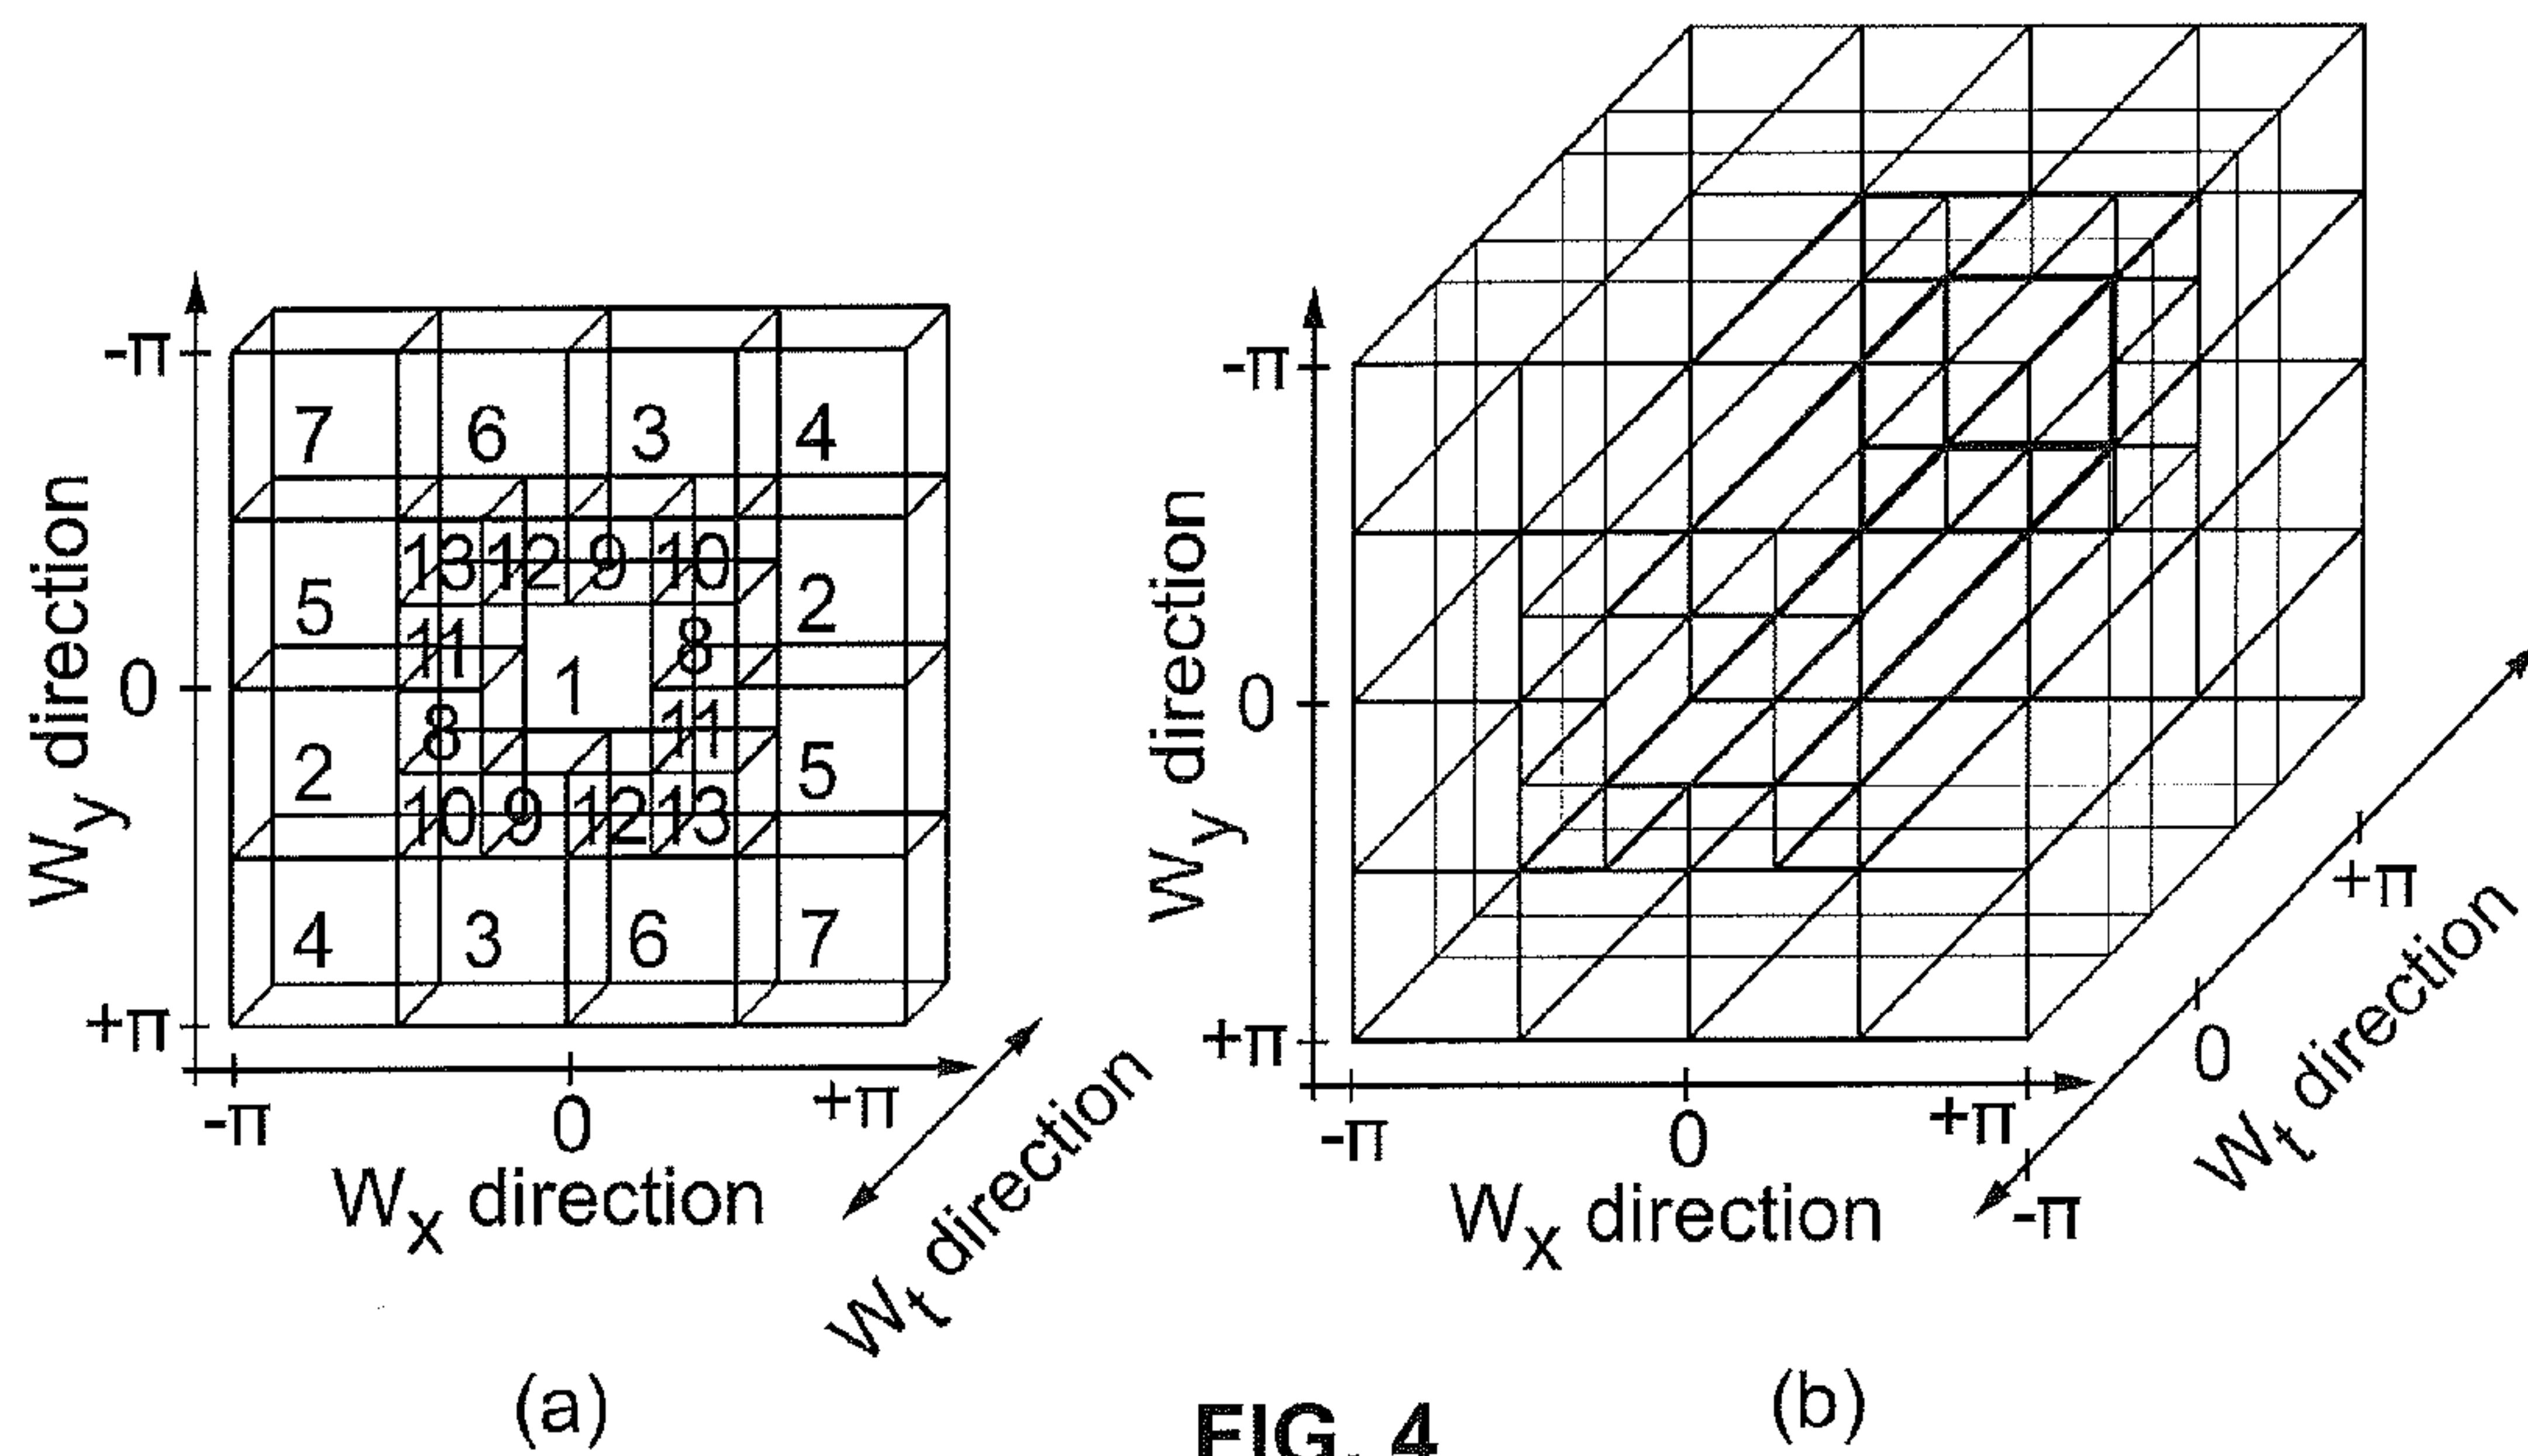 -π
7 6 3 4
13 12 9 10
5 2
11 8
0
1
8 11
2 5
10 9 12 13
4 3 6 7
+π
Wy direction
-π 0 +π
Wx direction
Wt direction
(a)
-π
0
+π
Wy direction
-π 0 +π
Wx direction
-π
0
+π
Wt direction
(b)
FIG. 4